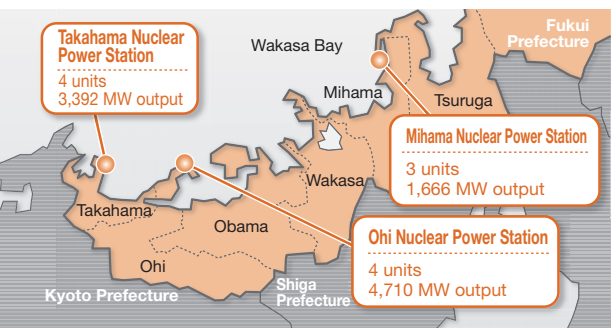 Takahama Nuclear
Power Station
4 units
3,392 MW output
Wakasa Bay
Fukui
Prefecture
Mihama
Tsuruga
Mihama Nuclear Power Station
3 units
1,666 MW output
Wakasa
Takahama
Obama
Ohi
Ohi Nuclear Power Station
4 units
4,710 MW output
Kyoto Prefecture
Shiga
Prefecture